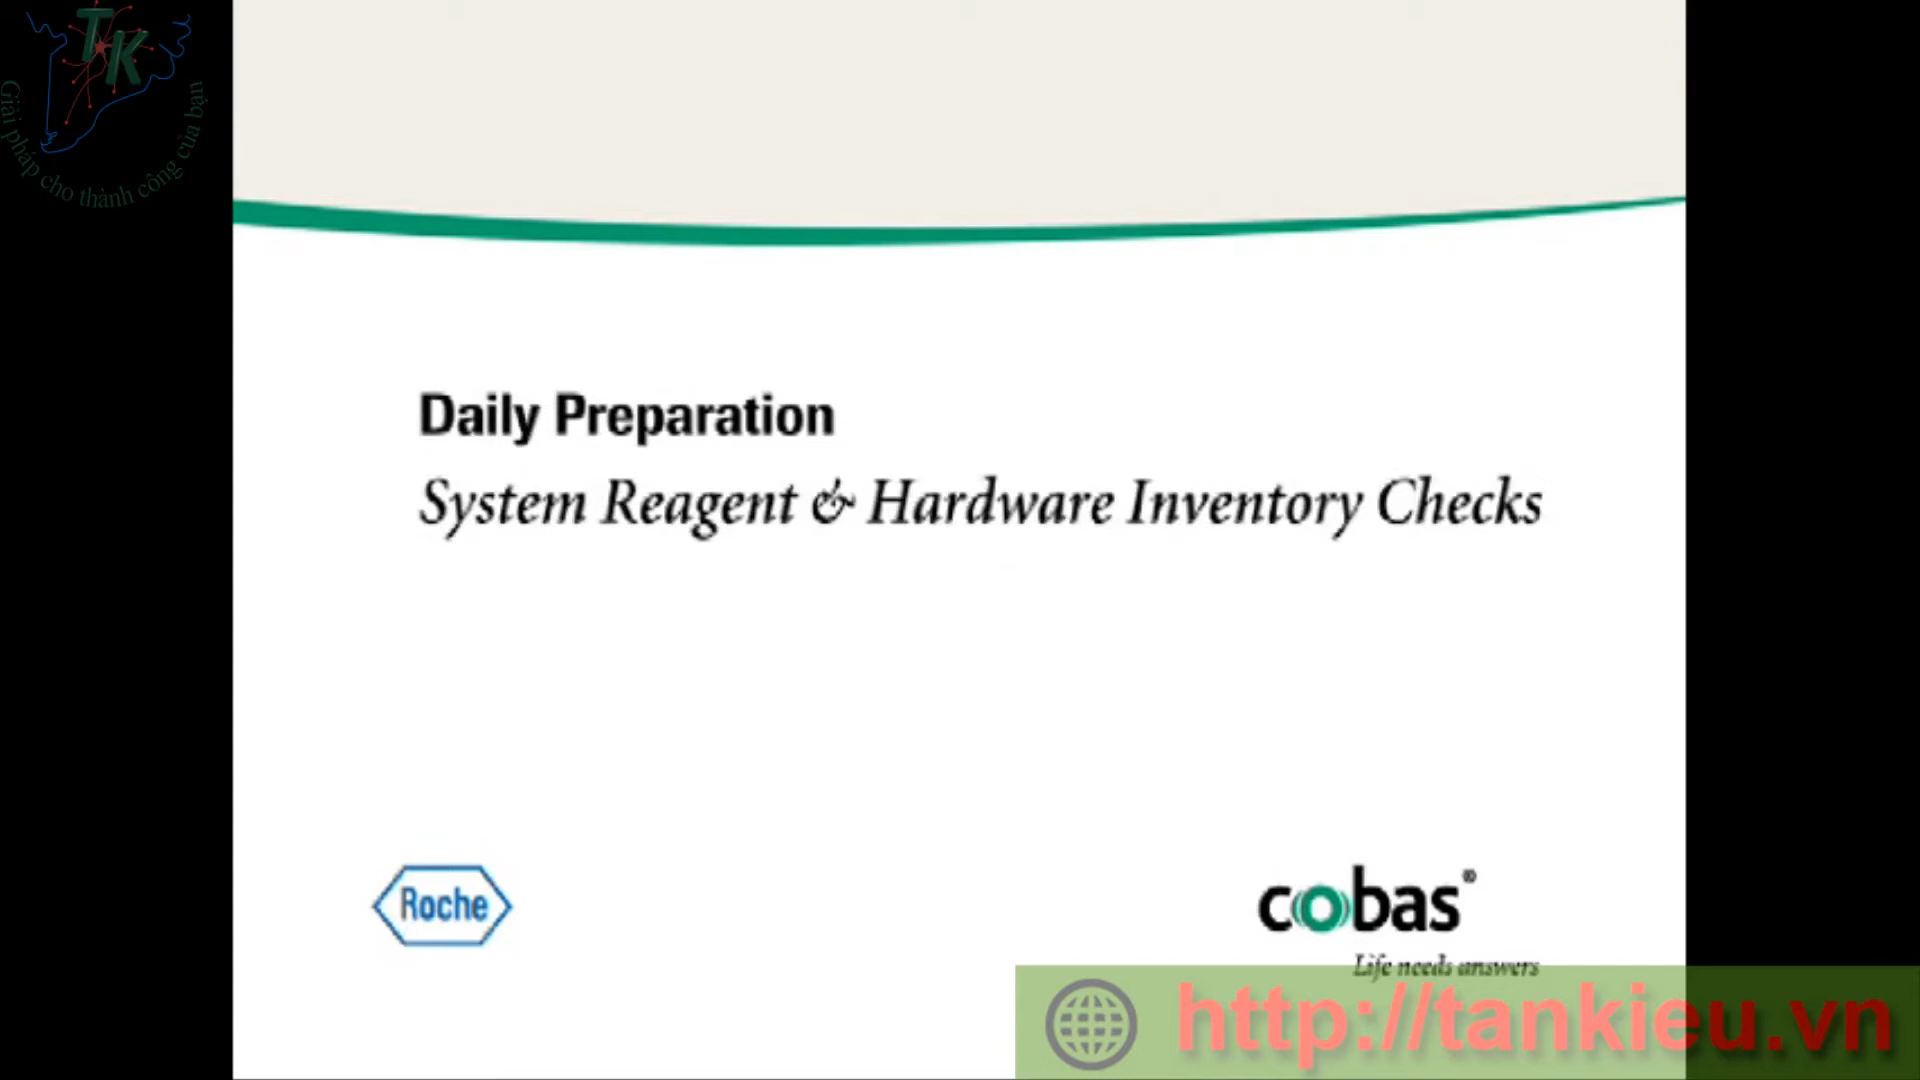 TK
Giải pháp cho thành công của bạn
Daily Preparation
System Reagent & Hardware Inventory Checks
Roche
cobas®
Life needs answers
http://tankieu.vn